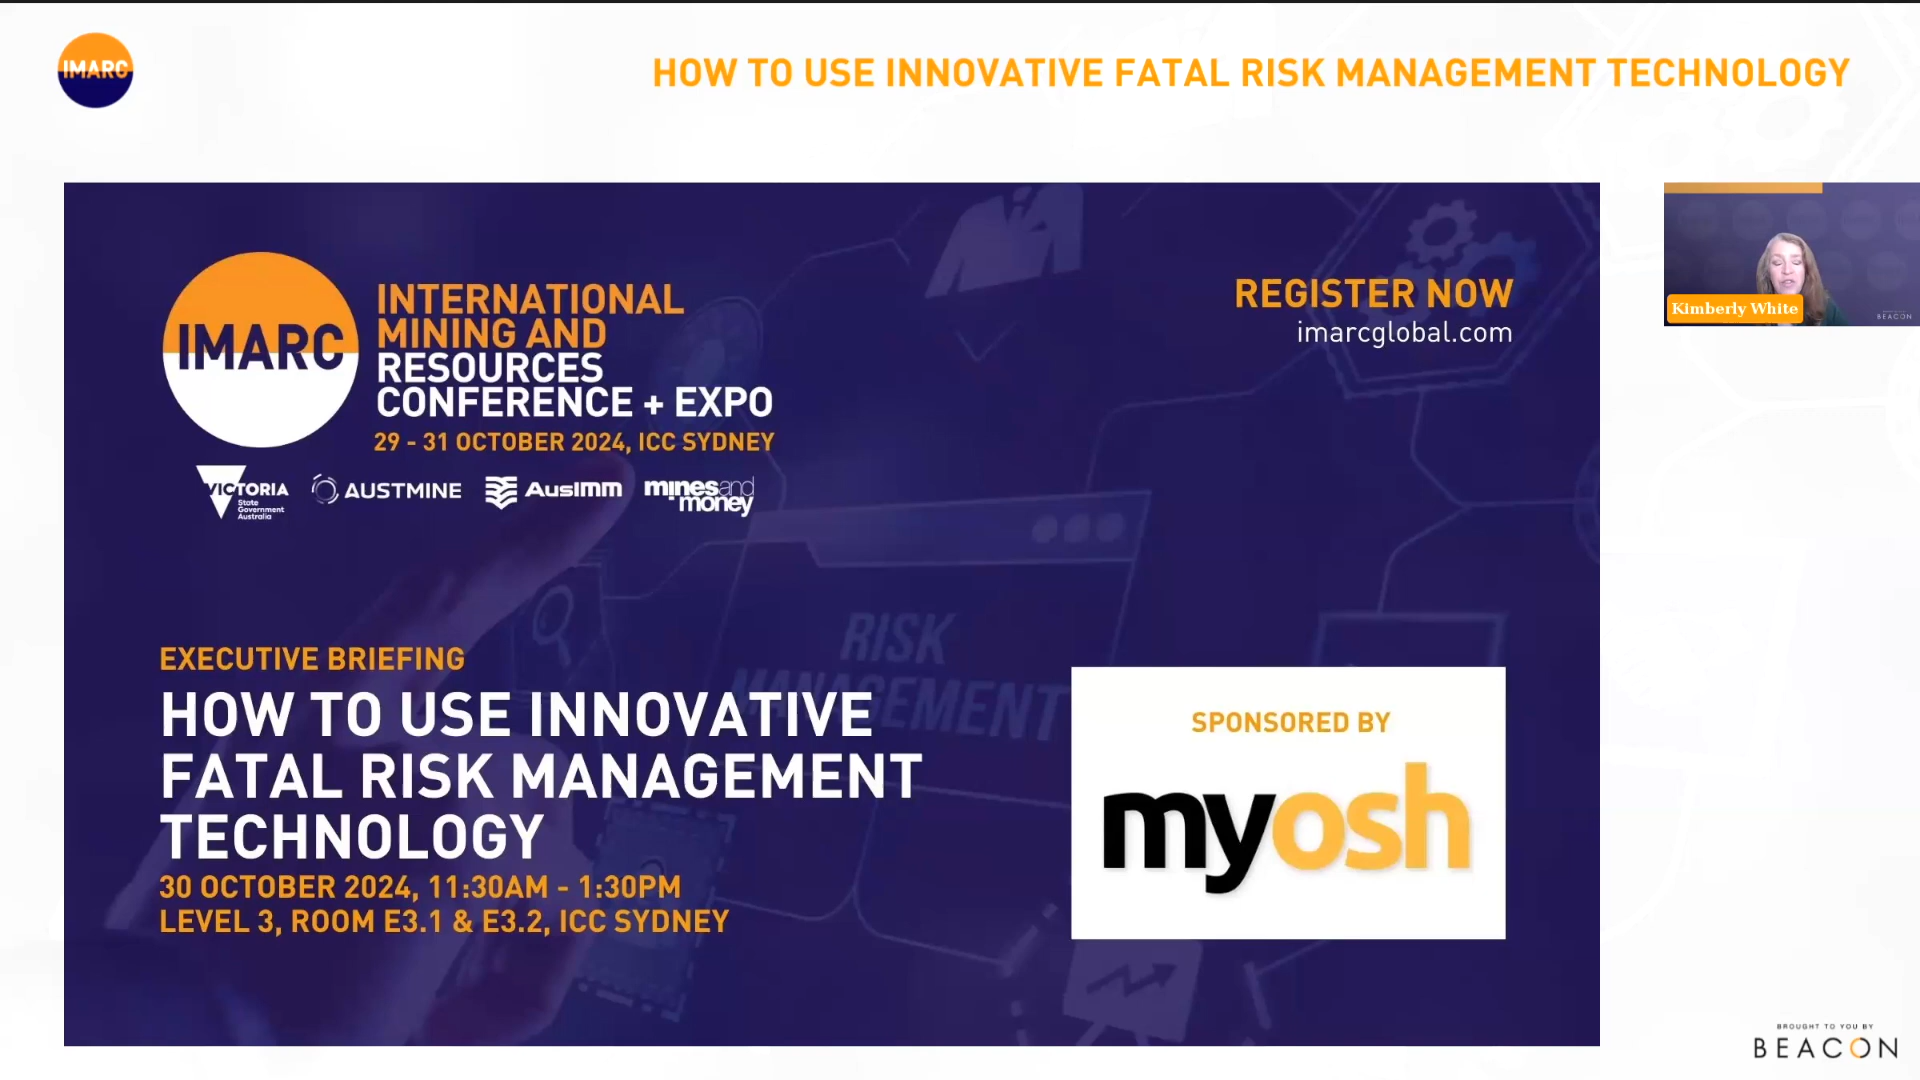 IMARC
HOW TO USE INNOVATIVE FATAL RISK MANAGEMENT TECHNOLOGY
IMARC
INTERNATIONAL
MINING AND
RESOURCES
CONFERENCE + EXPO
29 - 31 OCTOBER 2024, ICC SYDNEY
VICTORIA
State
Government
Australia
AUSTMINE
AusIMM
minesand
money
REGISTER NOW
imarcglobal.com
Kimberly White
BEACON
RISK
MANAGEMENT
EXECUTIVE BRIEFING
HOW TO USE INNOVATIVE
FATAL RISK MANAGEMENT
TECHNOLOGY
30 OCTOBER 2024, 11:30AM - 1:30PM
LEVEL 3, ROOM E3.1 & E3.2, ICC SYDNEY
SPONSORED BY
myosh
BROUGHT TO YOU BY
BEACON